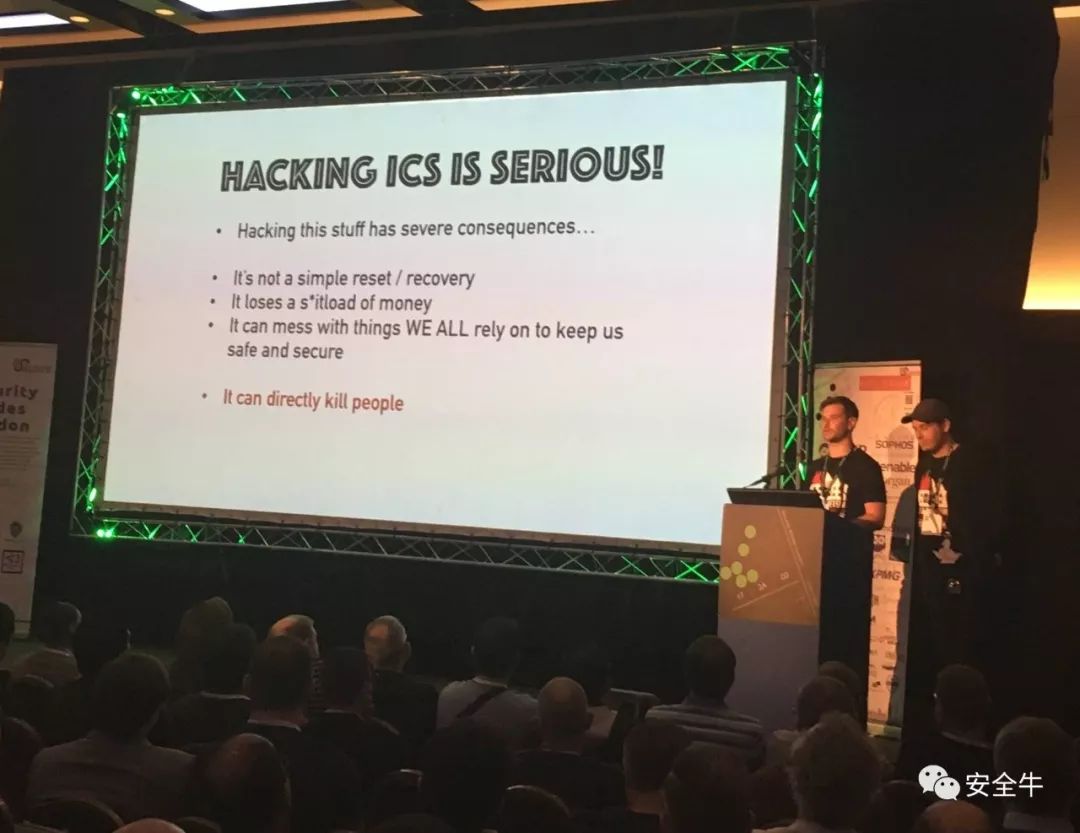 HACKING ICS IS SERIOUS!
• Hacking this stuff has severe consequences…
• It's not a simple reset / recovery
• It loses a s*itload of money
• It can mess with things WE ALL rely on to keep us
safe and secure
• It can directly kill people
SOPHOS
enable
KPMG
安全牛